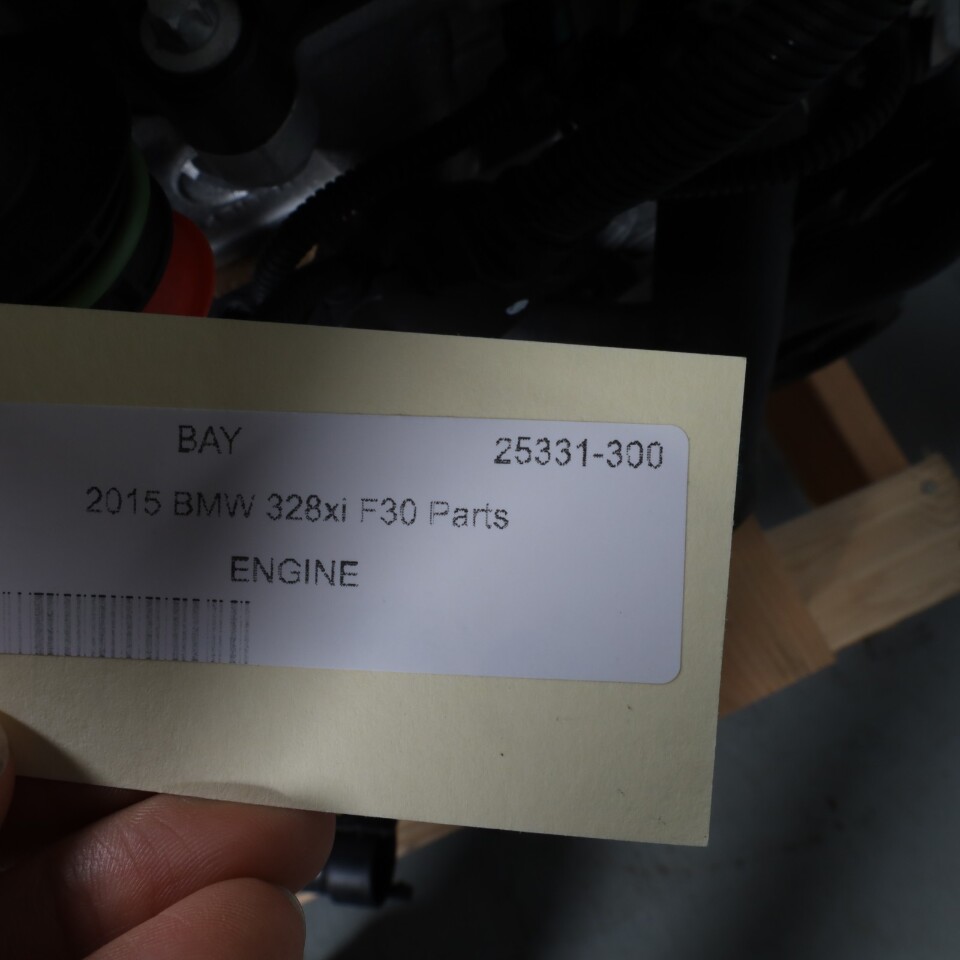 BAY 25331-300
2015 BMW 328xi F30 Parts
ENGINE